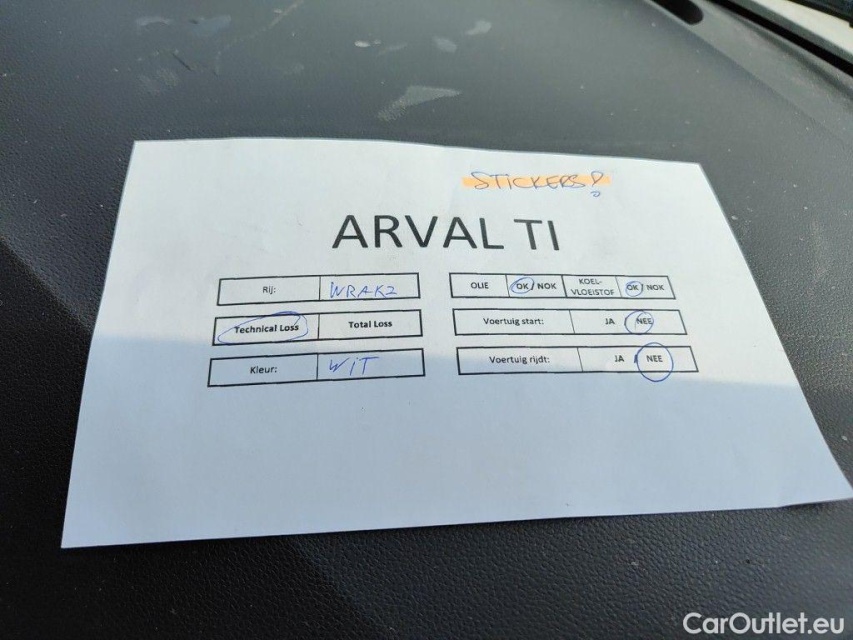 STICKERS!
ARVAL TI
Rij: WRAK2
OLIE OK/NOK KOEL-VLOEISTOF OK/NOK
Technical Loss Total Loss
Voertuig start: JA / NEE
Kleur: WIT
Voertuig rijdt: JA / NEE
CarOutlet.eu